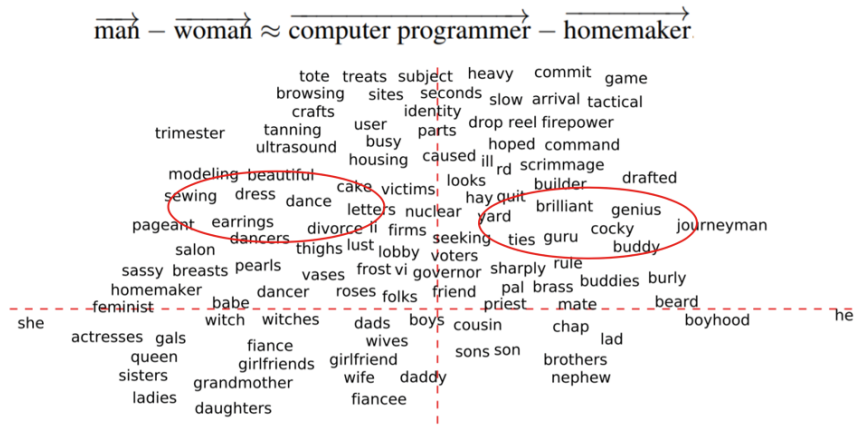 man − woman ≈ computer programmer − homemaker
tote treats subject heavy commit game
browsing sites seconds slow arrival tactical
crafts identity
trimester tanning user parts drop reel firepower
ultrasound busy hoped command
housing caused ill rd scrimmage
modeling beautiful looks builder drafted
sewing dress dance cake victims hay quit brilliant genius
letters nuclear yard
pageant earrings divorce ii firms cocky journeyman
dancers seeking ties guru buddy
salon thighs lust lobby voters
sassy breasts pearls vases frost vi governor sharply rule buddies burly
homemaker dancer roses folks friend pal brass
feminist babe priest mate beard
she witch witches dads boys cousin chap boyhood he
actresses gals fiance wives lad
queen girlfriends girlfriend sons son brothers
sisters grandmother wife daddy nephew
ladies daughters fiancee